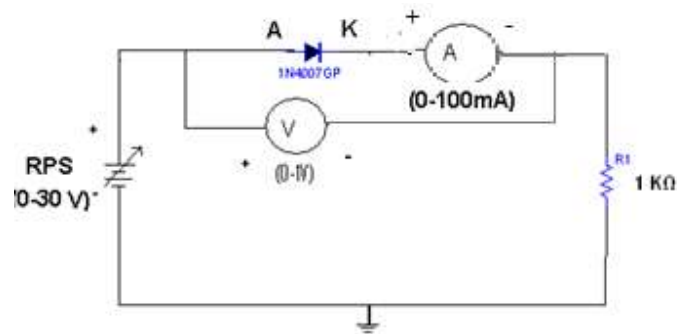 A K + -
A
1N4007GP
(0-100mA)
V
+ -
(0-1V)
+
RPS
(0-30 V) -
R1
1 KΩ